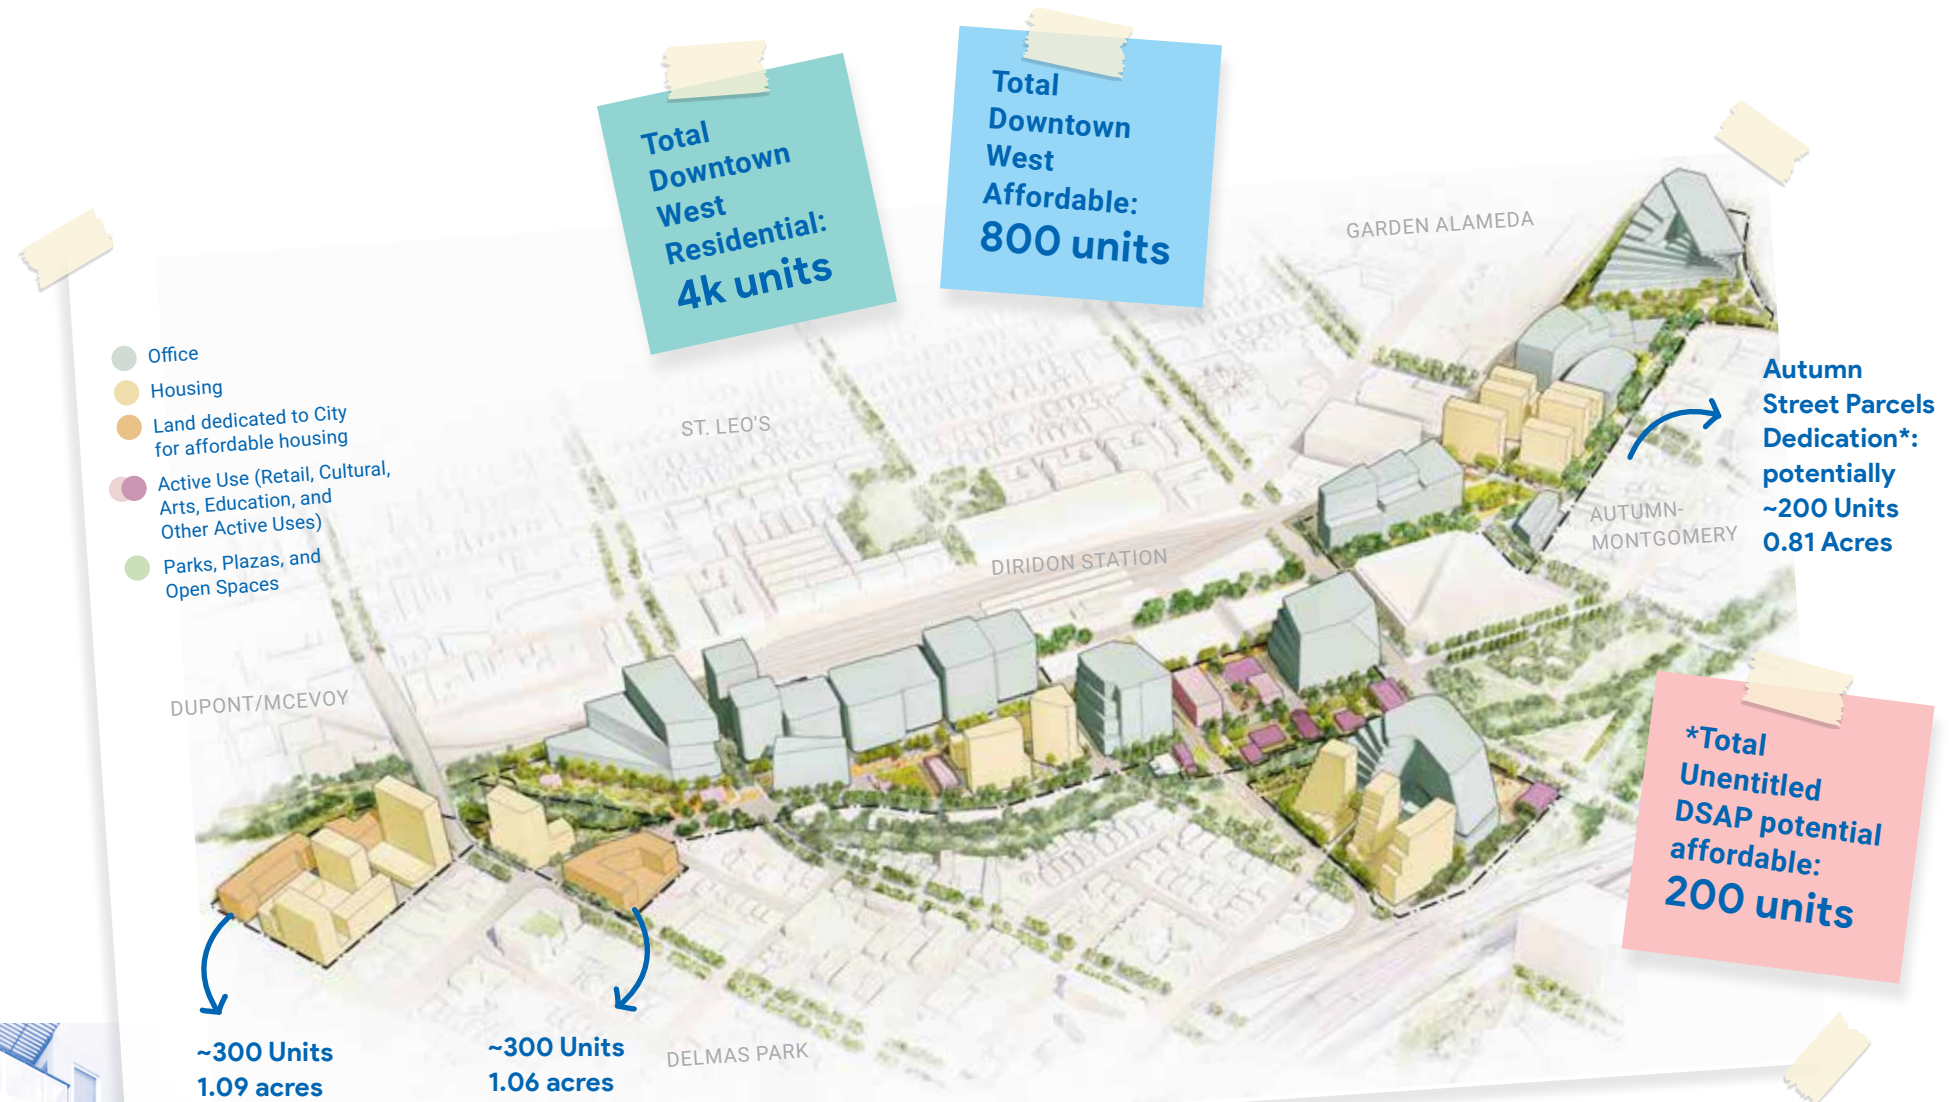 Total
Downtown
West
Residential:
4k units
Total
Downtown
West
Affordable:
800 units
GARDEN ALAMEDA
Office
Housing
Land dedicated to City
for affordable housing
Active Use (Retail, Cultural,
Arts, Education, and
Other Active Uses)
Parks, Plazas, and
Open Spaces
ST. LEO'S
DIRIDON STATION
Autumn
Street Parcels
Dedication*:
potentially
~200 Units
0.81 Acres
AUTUMN-
MONTGOMERY
DUPONT/MCEVOY
*Total
Unentitled
DSAP potential
affordable:
200 units
~300 Units
1.09 acres
~300 Units
1.06 acres
DELMAS PARK